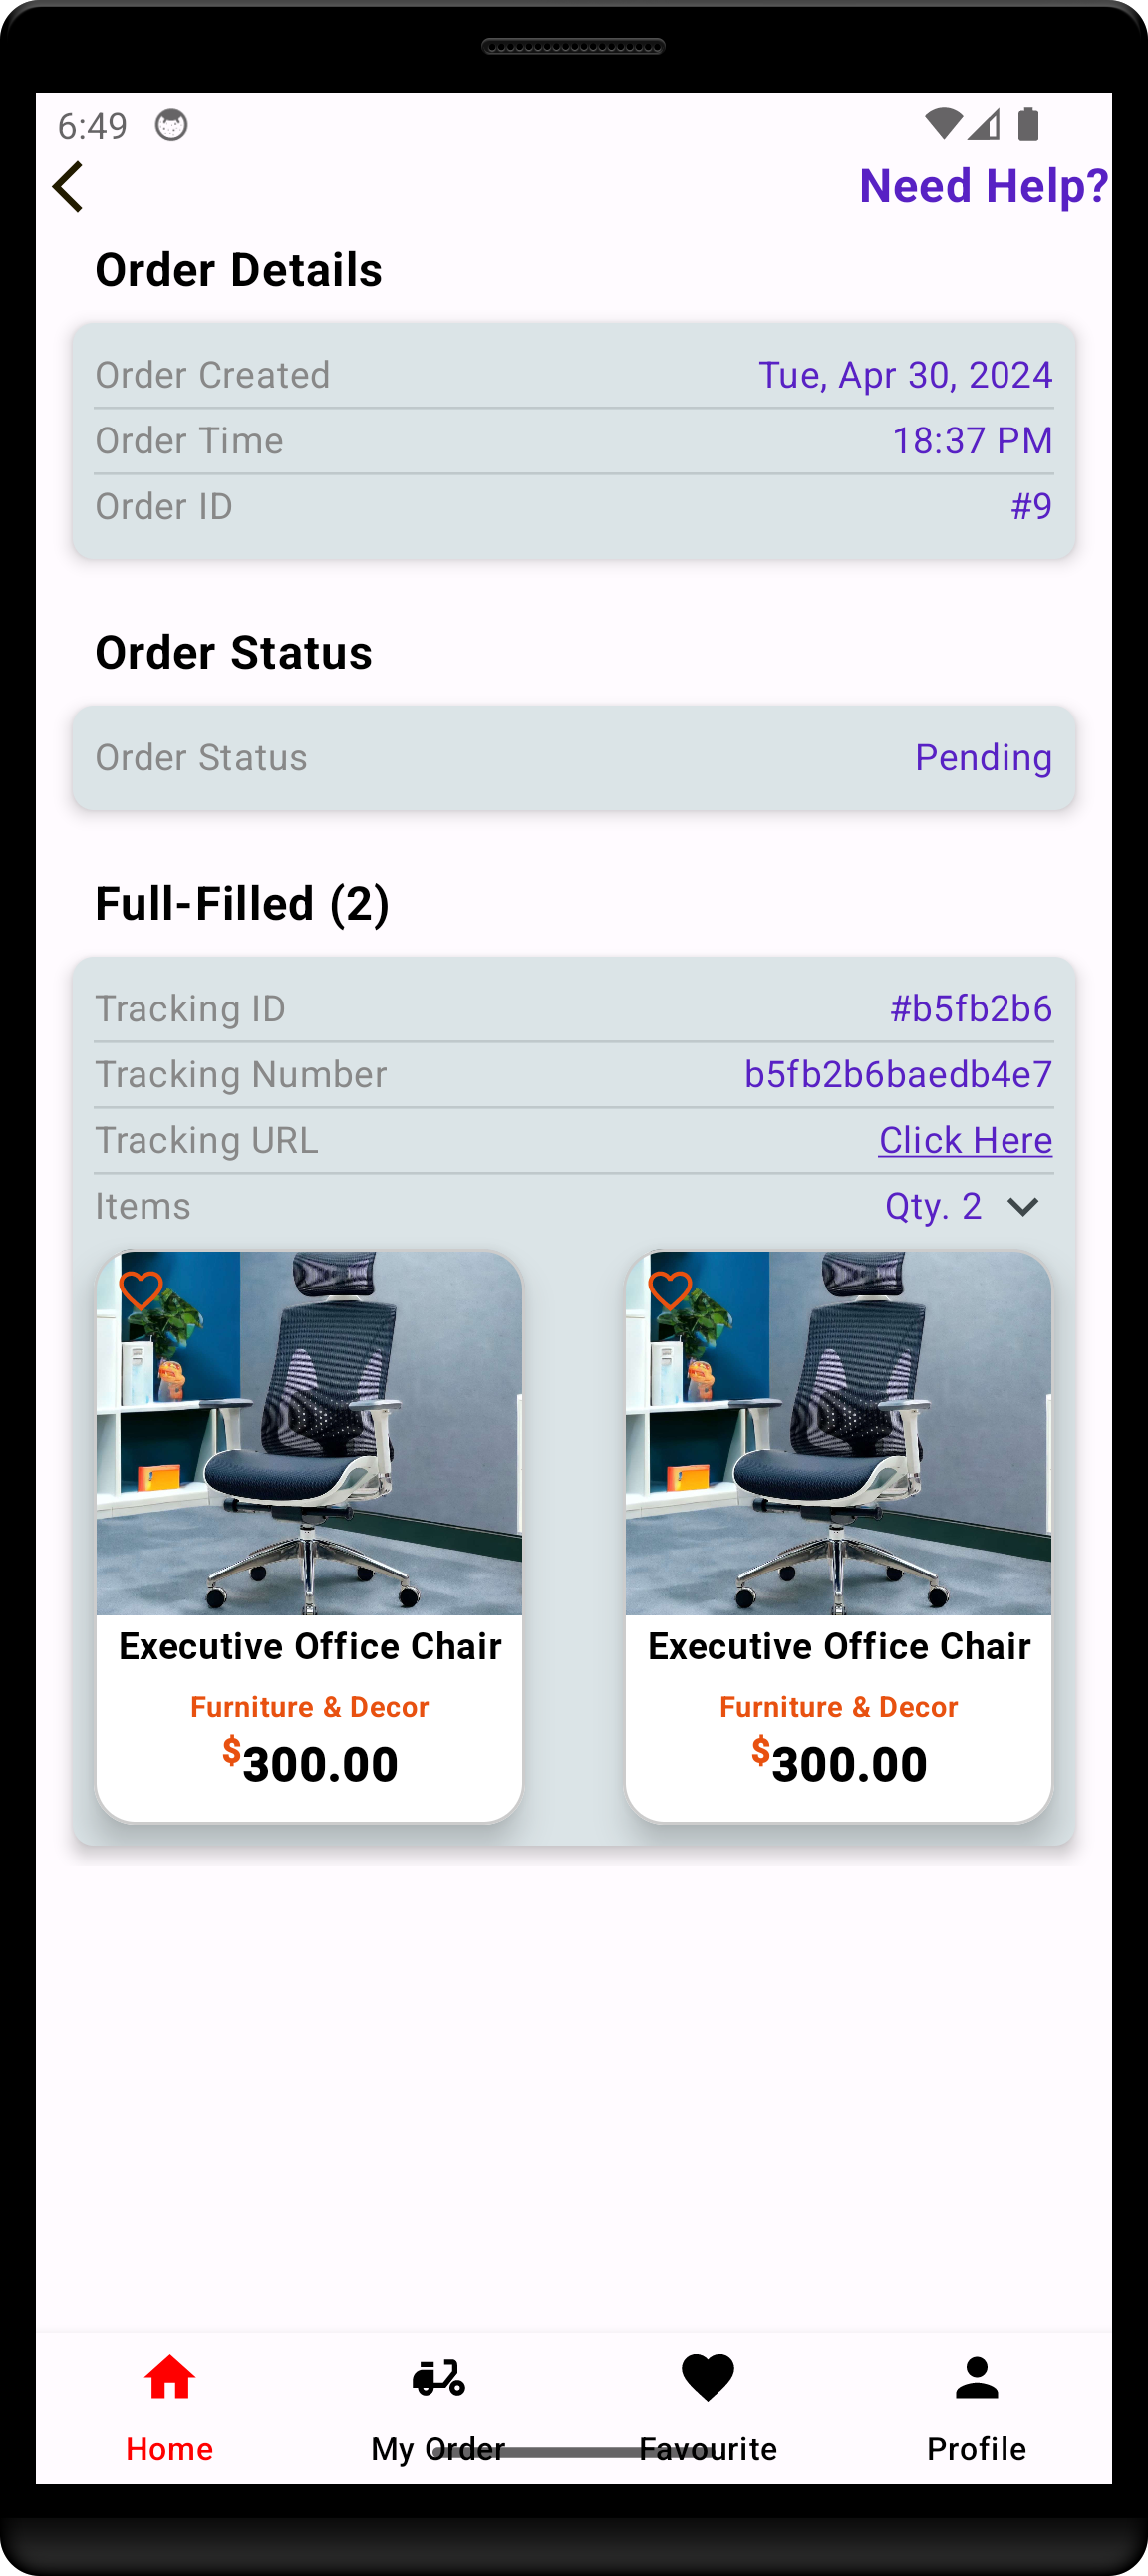 6:49
Need Help?
Order Details
Order Created Tue, Apr 30, 2024
Order Time 18:37 PM
Order ID #9
Order Status
Order Status Pending
Full-Filled (2)
Tracking ID #b5fb2b6
Tracking Number b5fb2b6baedb4e7
Tracking URL Click Here
Items Qty. 2
Executive Office Chair Executive Office Chair
Furniture & Decor Furniture & Decor
$300.00 $300.00
Home My Order Favourite Profile